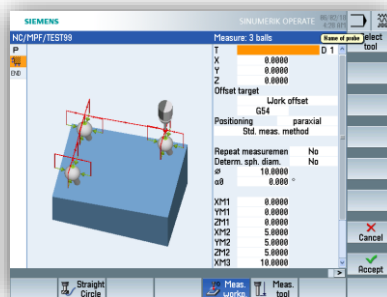 SIEMENS
SINUMERIK OPERATE
NC/MPF/TEST99
Measure: 3 balls
Name of probe
Select
tool
P
T D 1
X 0.0000
Y 0.0000
Z 0.0000
END
Offset target
Work offset
G54
Positioning paraxial
Std. meas. method
Repeat measuremen No
Determ. sph. diam. No
ø 10.0000
α0 0.000 °
XM1 0.0000
YM1 0.0000
ZM1 0.0000
XM2 5.0000
YM2 5.0000
ZM2 5.0000
XM3 10.0000
Cancel
Accept
Straight
Circle
Meas.
workp.
Meas.
tool